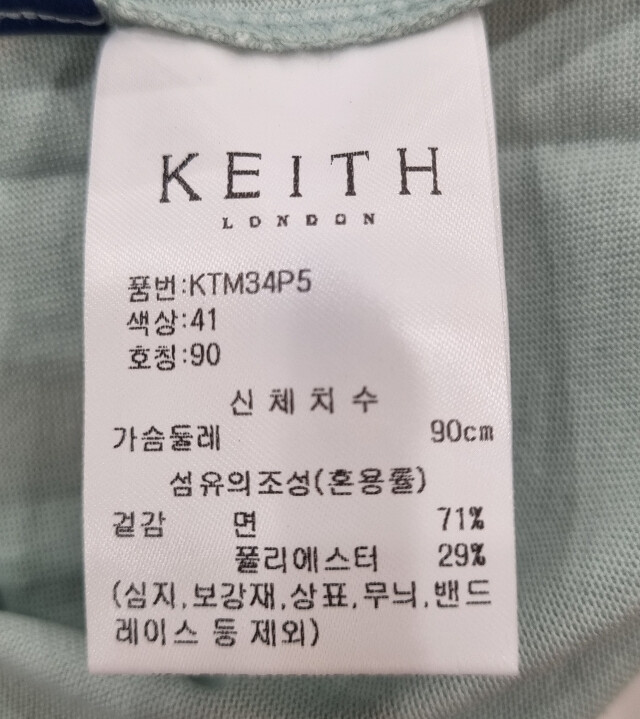 KEITH
LONDON
품번:KTM34P5
색상:41
호칭:90
신 체 치 수
가슴둘레 90cm
섬유의조성(혼용률)
겉감 면 71%
폴리에스터 29%
(심지,보강재,상표,무늬,밴드
레이스 등 제외)